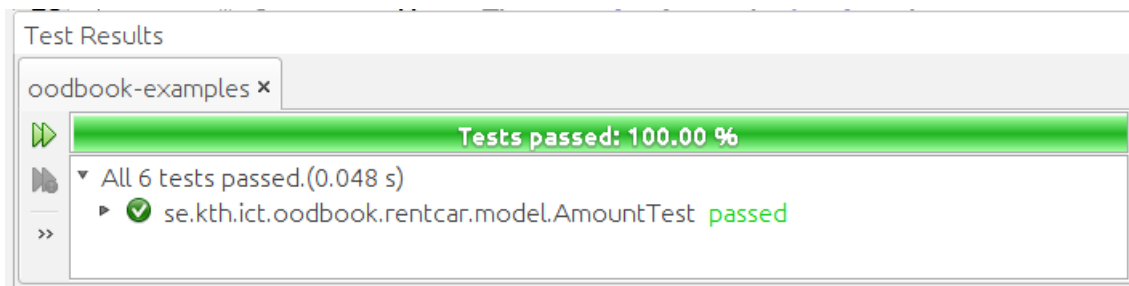 Test Results
oodbook-examples ×
Tests passed: 100.00 %
All 6 tests passed.(0.048 s)
se.kth.ict.oodbook.rentcar.model.AmountTest passed
»